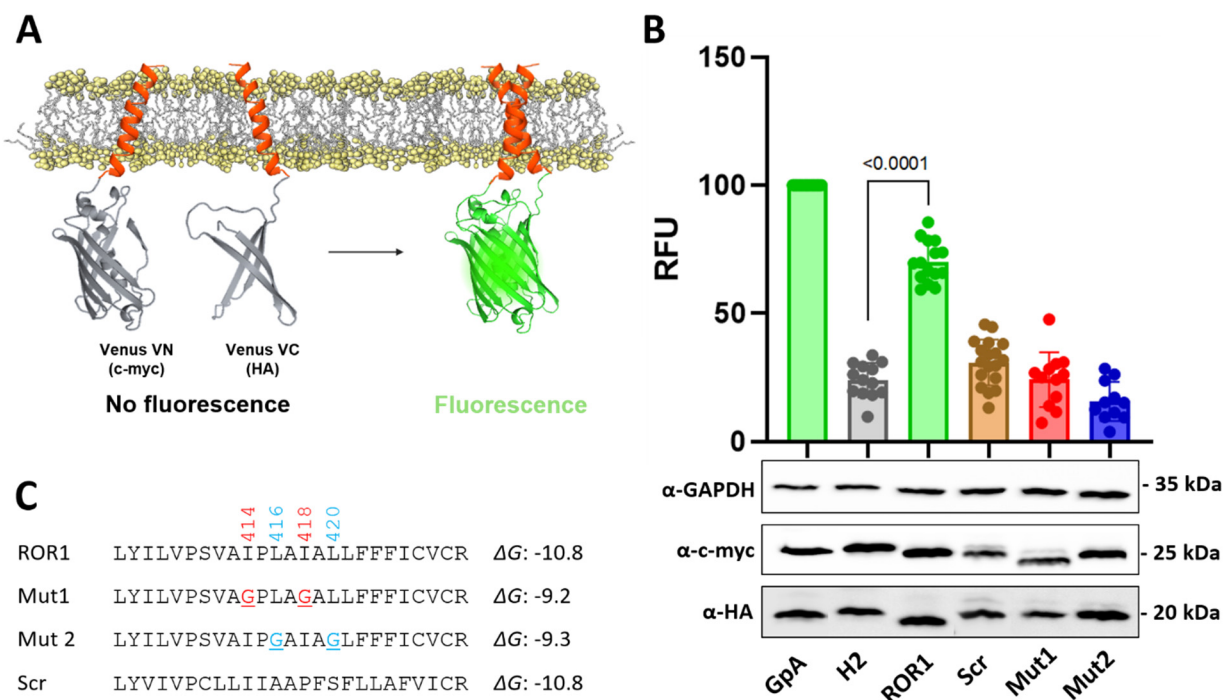 A
Venus VN
(c-myc)
Venus VC
(HA)
No fluorescence
Fluorescence
B
150
100
50
0
RFU
<0.0001
α-GAPDH
- 35 kDa
α-c-myc
- 25 kDa
α-HA
- 20 kDa
GpA
H2
ROR1
Scr
Mut1
Mut2
C
414 416 418 420
ROR1 LYILVPSVAIPLAIALLFFFICVCR ΔG: -10.8
Mut1 LYILVPSVAGPLAGALLFFFICVCR ΔG: -9.2
Mut 2 LYILVPSVAIPGAIAGLFFFICVCR ΔG: -9.3
Scr LYVIVPCLLIIAAPFSFLLAFVICR ΔG: -10.8